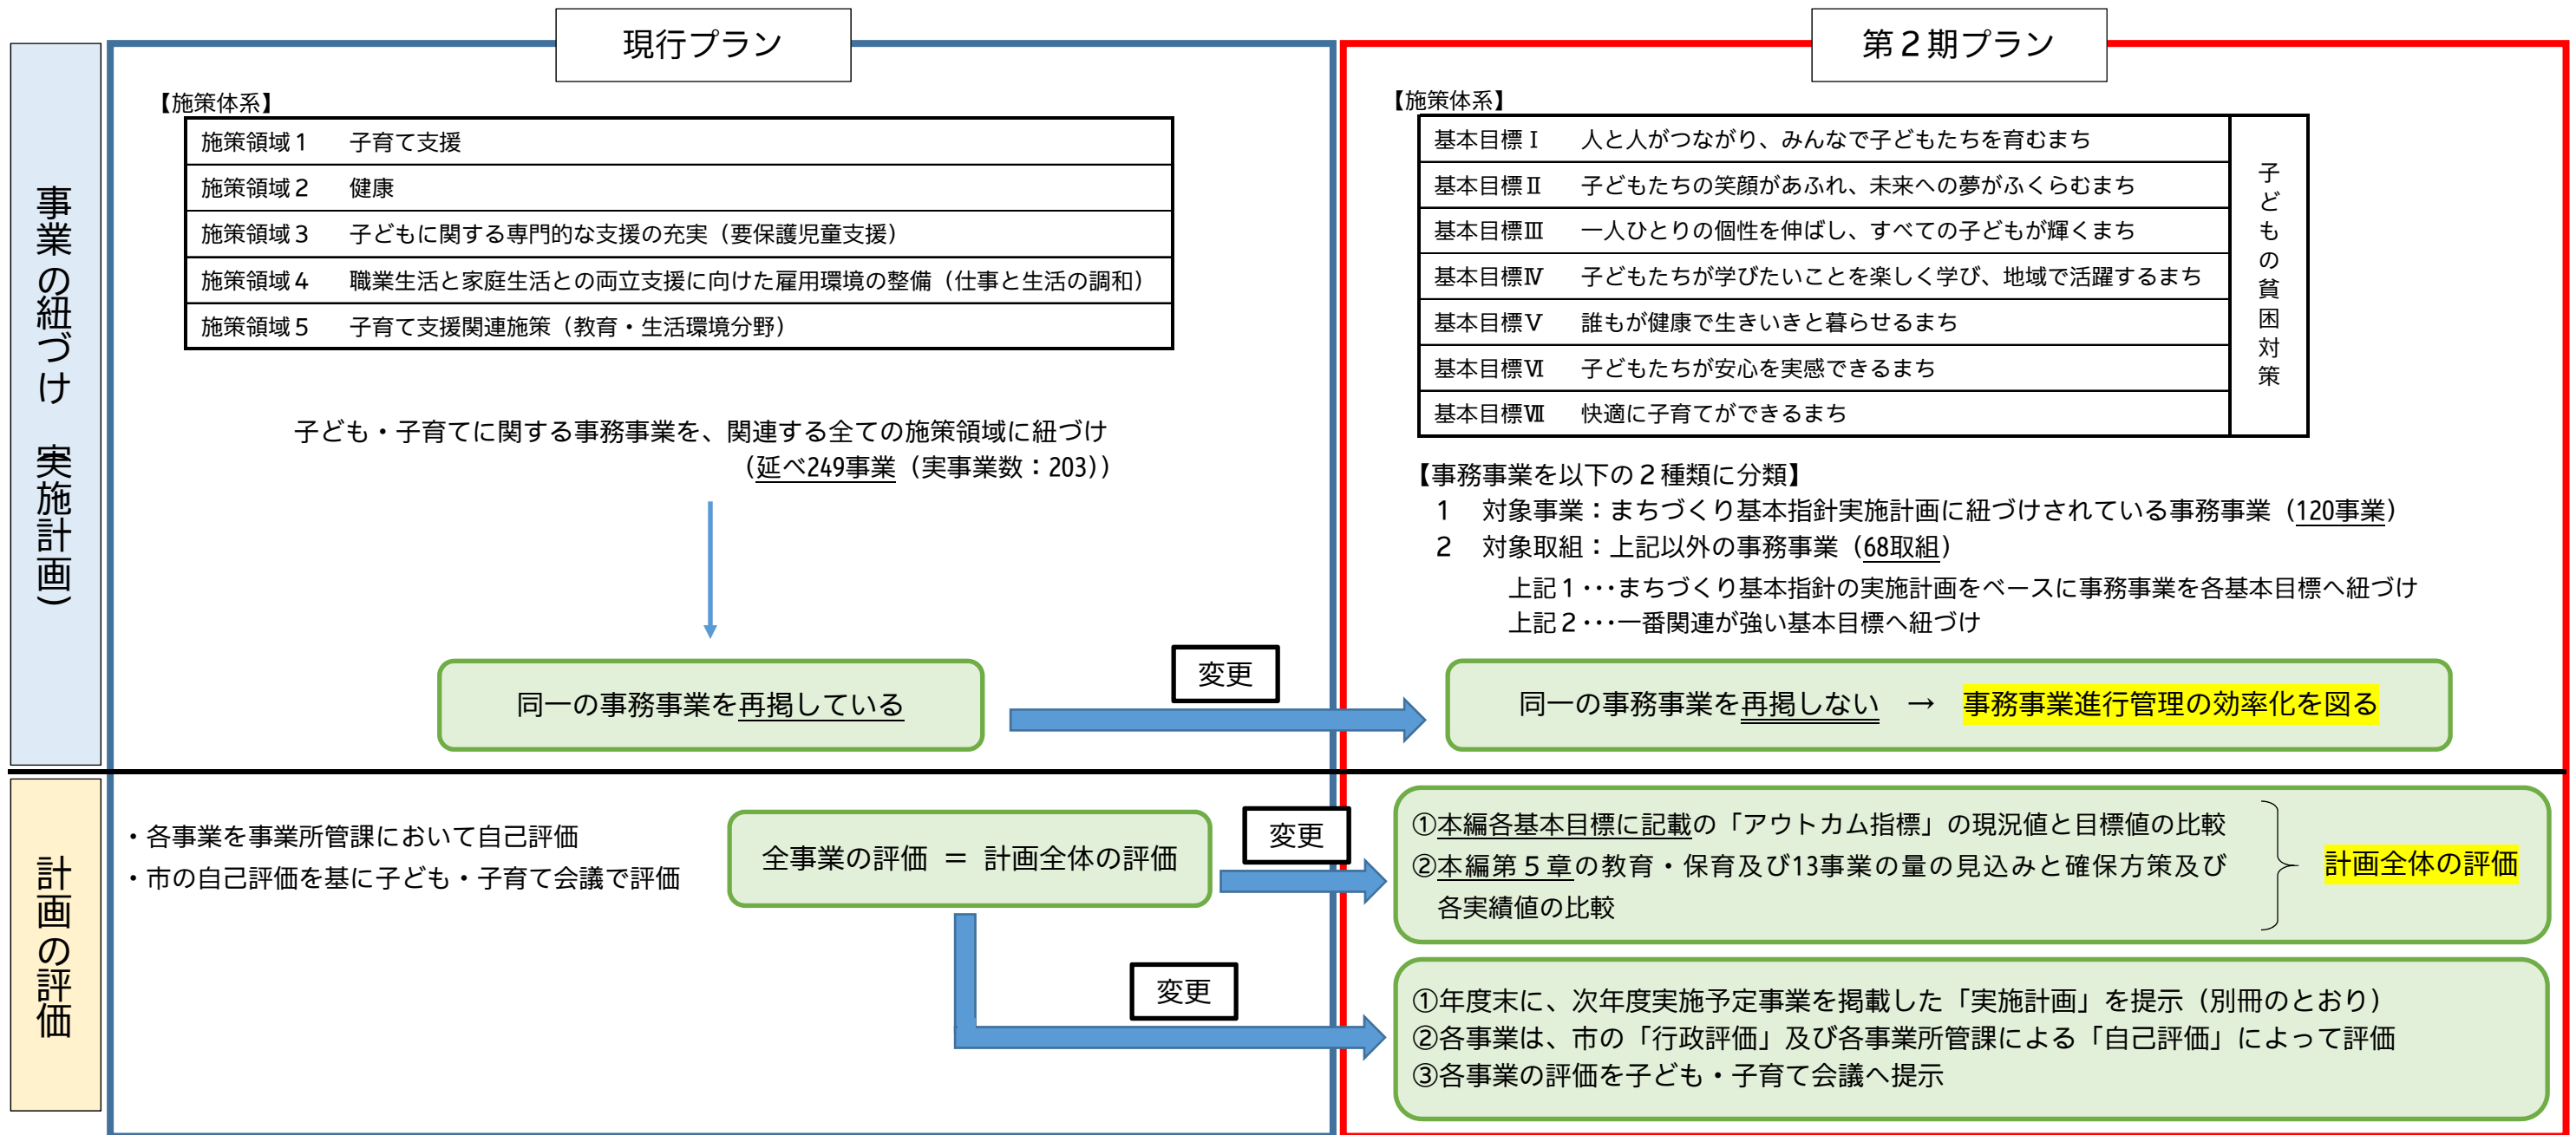 現行プラン
第２期プラン
事業の紐づけ（実施計画）
【施策体系】
施策領域１　子育て支援
施策領域２　健康
施策領域３　子どもに関する専門的な支援の充実（要保護児童支援）
施策領域４　職業生活と家庭生活との両立支援に向けた雇用環境の整備（仕事と生活の調和）
施策領域５　子育て支援関連施策（教育・生活環境分野）
子ども・子育てに関する事務事業を、関連する全ての施策領域に紐づけ
（延べ249事業（実事業数：203））
同一の事務事業を再掲している
変更
【施策体系】
基本目標Ⅰ　人と人がつながり、みんなで子どもたちを育むまち
基本目標Ⅱ　子どもたちの笑顔があふれ、未来への夢がふくらむまち
基本目標Ⅲ　一人ひとりの個性を伸ばし、すべての子どもが輝くまち
基本目標Ⅳ　子どもたちが学びたいことを楽しく学び、地域で活躍するまち
基本目標Ⅴ　誰もが健康で生きいきと暮らせるまち
基本目標Ⅵ　子どもたちが安心を実感できるまち
基本目標Ⅶ　快適に子育てができるまち
子どもの貧困対策
【事務事業を以下の２種類に分類】
１　対象事業：まちづくり基本指針実施計画に紐づけされている事務事業（120事業）
２　対象取組：上記以外の事務事業（68取組）
上記１･･･まちづくり基本指針の実施計画をベースに事務事業を各基本目標へ紐づけ
上記２･･･一番関連が強い基本目標へ紐づけ
同一の事務事業を再掲しない　→　事務事業進行管理の効率化を図る
計画の評価
・各事業を事業所管課において自己評価
・市の自己評価を基に子ども・子育て会議で評価
全事業の評価 ＝ 計画全体の評価
変更
①本編各基本目標に記載の「アウトカム指標」の現況値と目標値の比較
②本編第５章の教育・保育及び13事業の量の見込みと確保方策及び
各実績値の比較
計画全体の評価
変更
①年度末に、次年度実施予定事業を掲載した「実施計画」を提示（別冊のとおり）
②各事業は、市の「行政評価」及び各事業所管課による「自己評価」によって評価
③各事業の評価を子ども・子育て会議へ提示